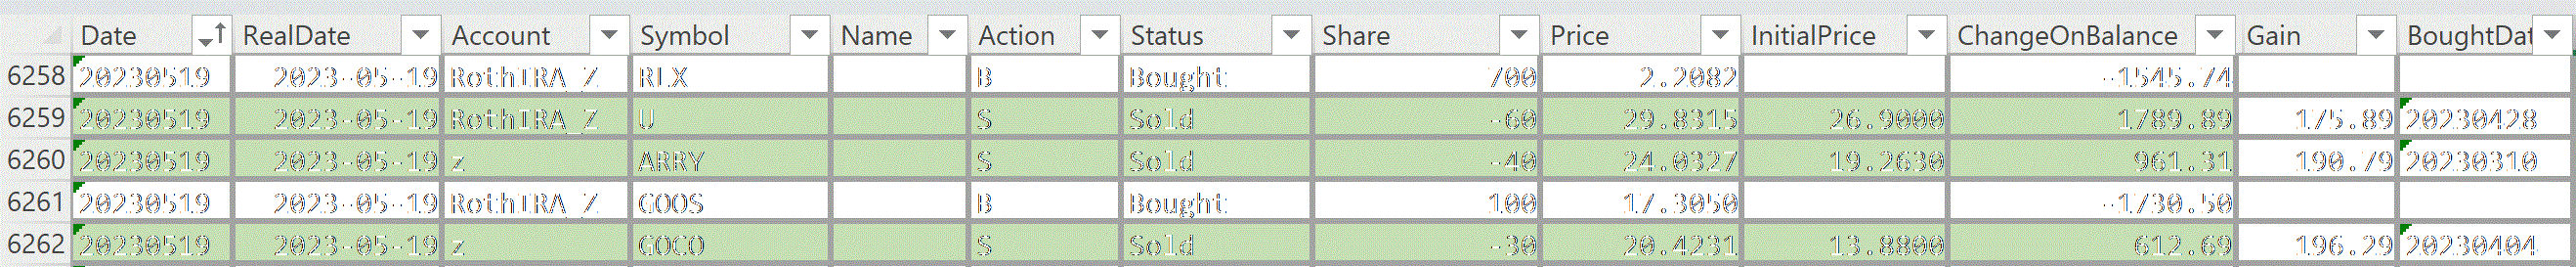 Date RealDate Account Symbol Name Action Status Share Price InitialPrice ChangeOnBalance Gain BoughtDat
6258 20230519 2023-05-19 RothIRA_Z RLX B Bought 700 2.2082 -1545.74
6259 20230519 2023-05-19 RothIRA_Z U S Sold -60 29.8315 26.9000 1789.89 175.89 20230428
6260 20230519 2023-05-19 z ARRY S Sold -40 24.0327 19.2630 961.31 190.79 20230310
6261 20230519 2023-05-19 RothIRA_Z GOOS B Bought 100 17.3050 -1730.50
6262 20230519 2023-05-19 z GOCO S Sold -30 20.4231 13.8800 612.69 196.29 20230404